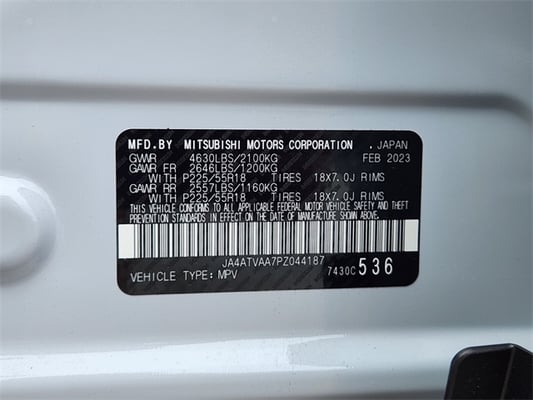 MFD.BY MITSUBISHI MOTORS CORPORATION .JAPAN
GVWR 4630LBS/2100KG FEB 2023
GAWR FR 2646LBS/1200KG
WITH P225/55R18 TIRES 18X7.0J RIMS
GAWR RR 2557LBS/1160KG
WITH P225/55R18 TIRES 18X7.0J RIMS
THIS VEHICLE CONFORMS TO ALL APPLICABLE FEDERAL MOTOR VEHICLE SAFETY AND THEFT
PREVENTION STANDARDS IN EFFECT ON THE DATE OF MANUFACTURE SHOWN ABOVE.
JA4ATVAA7PZ044187
VEHICLE TYPE: MPV 7430C 536